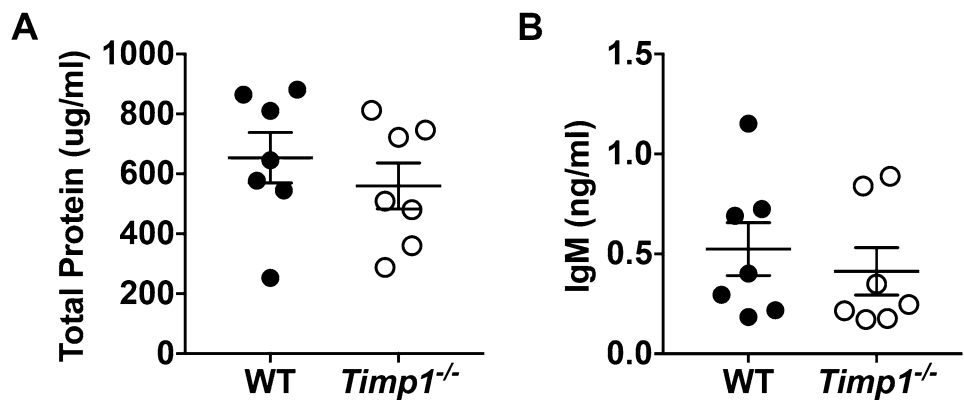 A
Total Protein (ug/ml)
1000
800
600
400
200
0
WT
Timp1-/-
B
IgM (ng/ml)
1.5
1.0
0.5
0.0
WT
Timp1-/-